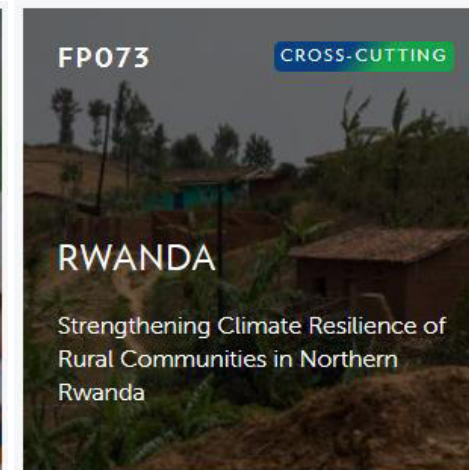 FP073
CROSS-CUTTING
RWANDA
Strengthening Climate Resilience of
Rural Communities in Northern
Rwanda